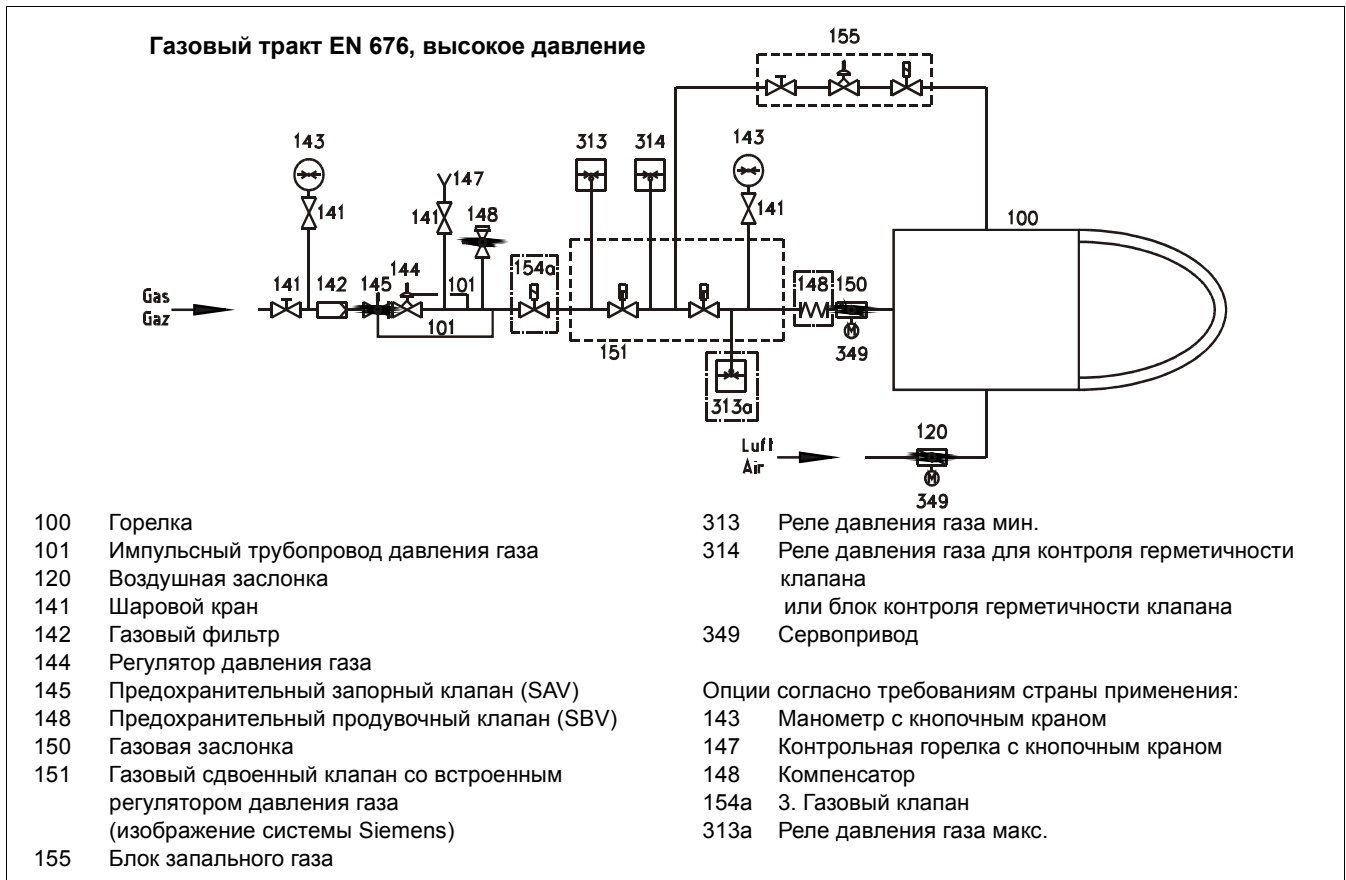 Газовый тракт EN 676, высокое давление
155
143
313
314
143
147
141
141
148
141
100
144
154a
141
142
145
101
148
150
Gas
Gaz
101
151
349
313a
Luft
Air
120
349
100 Горелка
101 Импульсный трубопровод давления газа
120 Воздушная заслонка
141 Шаровой кран
142 Газовый фильтр
144 Регулятор давления газа
145 Предохранительный запорный клапан (SAV)
148 Предохранительный продувочный клапан (SBV)
150 Газовая заслонка
151 Газовый сдвоенный клапан со встроенным
регулятором давления газа
(изображение системы Siemens)
155 Блок запального газа
313 Реле давления газа мин.
314 Реле давления газа для контроля герметичности
клапана
или блок контроля герметичности клапана
349 Сервопривод
Опции согласно требованиям страны применения:
143 Манометр с кнопочным краном
147 Контрольная горелка с кнопочным краном
148 Компенсатор
154a 3. Газовый клапан
313a Реле давления газа макс.